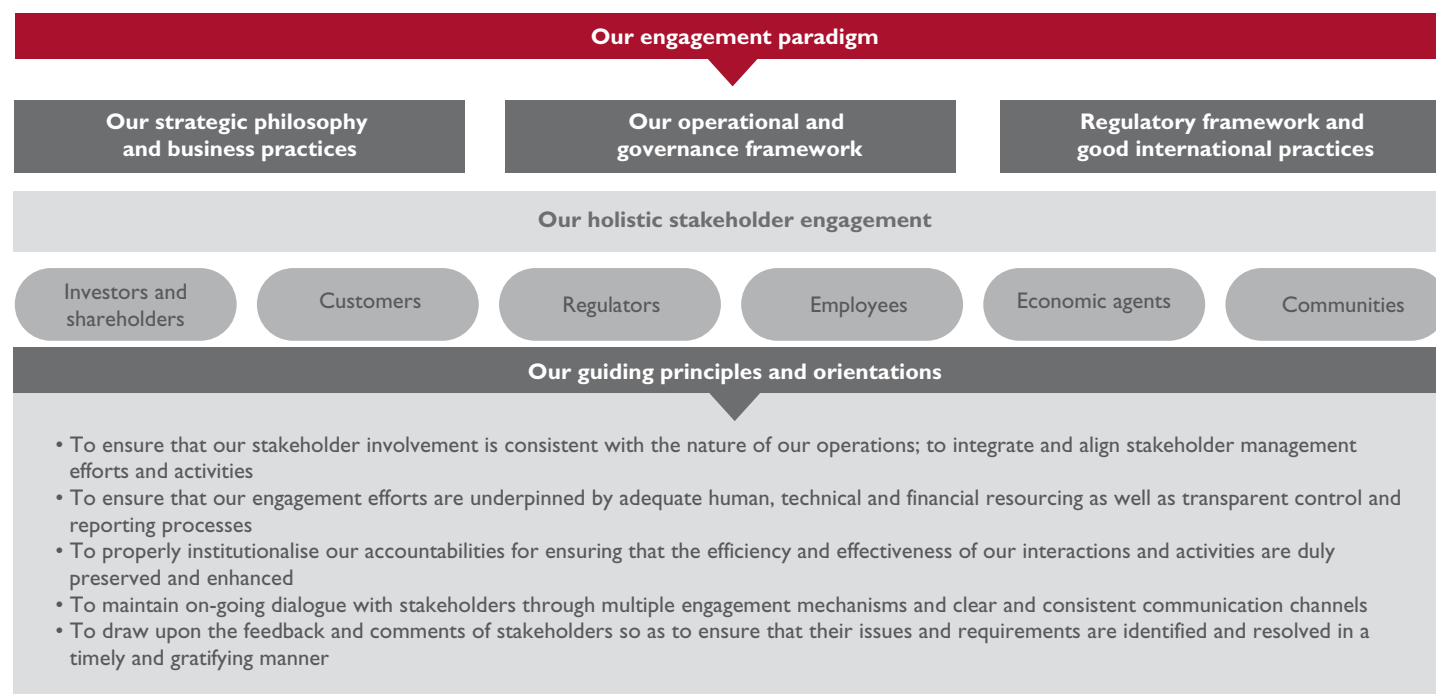 Our engagement paradigm
Our strategic philosophy
and business practices
Our operational and
governance framework
Regulatory framework and
good international practices
Our holistic stakeholder engagement
Investors and
shareholders
Customers
Regulators
Employees
Economic agents
Communities
Our guiding principles and orientations
• To ensure that our stakeholder involvement is consistent with the nature of our operations; to integrate and align stakeholder management
efforts and activities
• To ensure that our engagement efforts are underpinned by adequate human, technical and financial resourcing as well as transparent control and
reporting processes
• To properly institutionalise our accountabilities for ensuring that the efficiency and effectiveness of our interactions and activities are duly
preserved and enhanced
• To maintain on-going dialogue with stakeholders through multiple engagement mechanisms and clear and consistent communication channels
• To draw upon the feedback and comments of stakeholders so as to ensure that their issues and requirements are identified and resolved in a
timely and gratifying manner